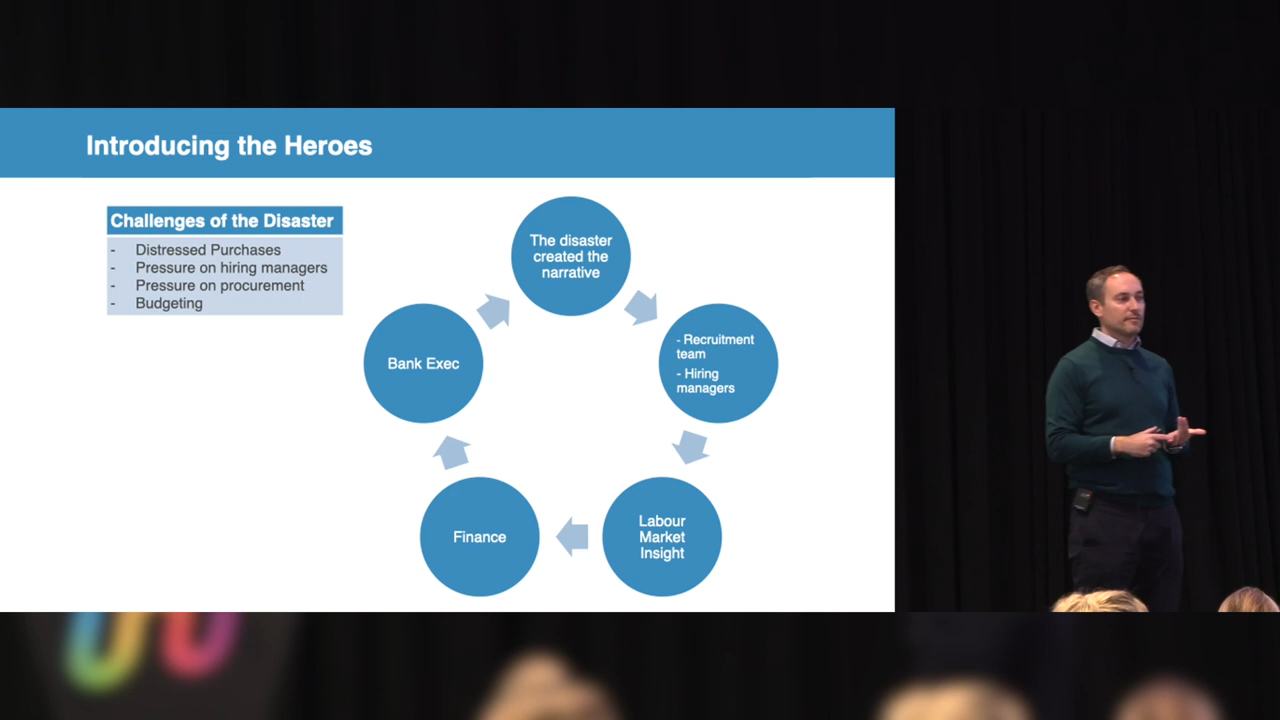 Introducing the Heroes
Challenges of the Disaster
- Distressed Purchases
- Pressure on hiring managers
- Pressure on procurement
- Budgeting
The disaster
created the
narrative
- Recruitment
team
- Hiring
managers
Labour
Market
Insight
Finance
Bank Exec